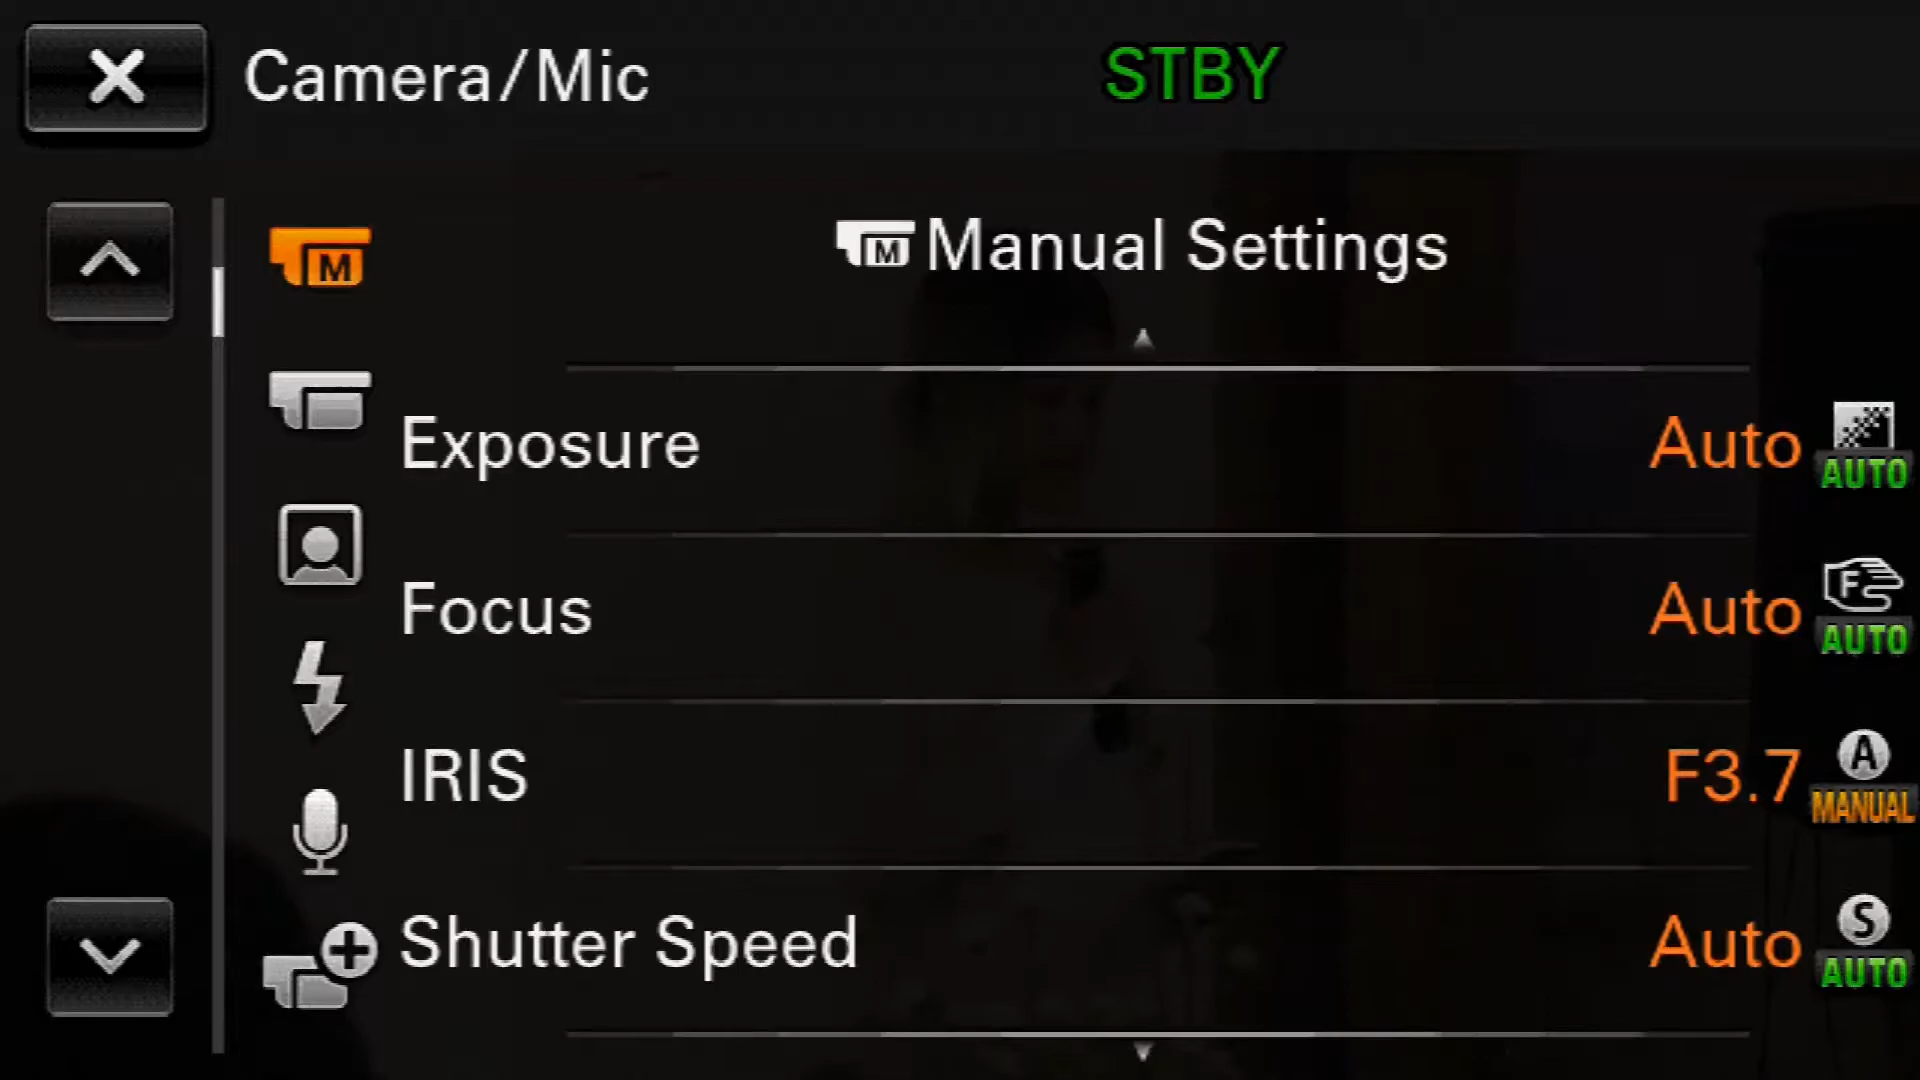 Camera/Mic
STBY
M
M Manual Settings
Exposure
Auto
AUTO
Focus
Auto
F
AUTO
IRIS
F3.7
A
MANUAL
Shutter Speed
Auto
S
AUTO